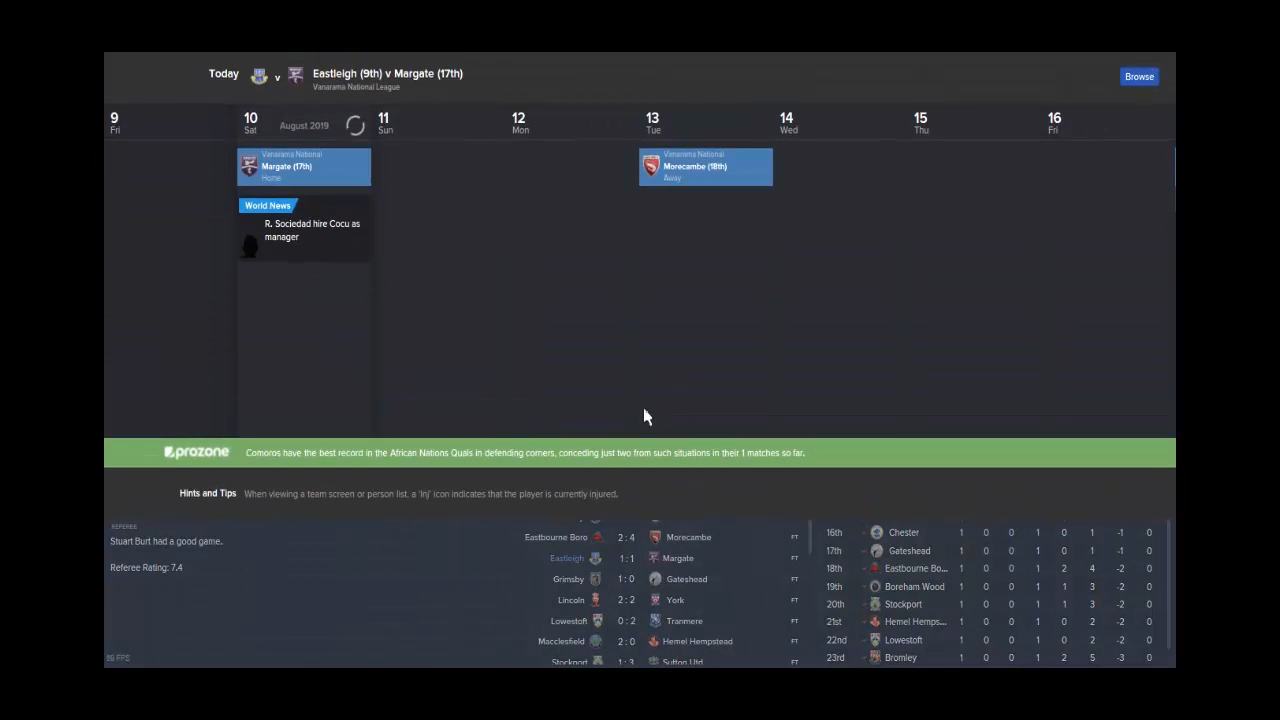 Today v Eastleigh (9th) v Margate (17th)
Vanarama National League
Browse
9 10 11 12 13 14 15 16
Fri Sat August 2019 Sun Mon Tue Wed Thu Fri
Vanarama National
Margate (17th)
Home
Vanarama National
Morecambe (18th)
Away
World News
R. Sociedad hire Cocu as
manager
prozone Comoros have the best record in the African Nations Quals in defending corners, conceding just two from such situations in their 1 matches so far.
Hints and Tips When viewing a team screen or person list, a 'Inj' icon indicates that the player is currently injured.
REFEREE
Stuart Burt had a good game.
Referee Rating: 7.4
Eastbourne Boro 2 : 4 Morecambe FT
Eastleigh 1 : 1 Margate FT
Grimsby 1 : 0 Gateshead FT
Lincoln 2 : 2 York FT
Lowestoft 0 : 2 Tranmere FT
Macclesfield 2 : 0 Hemel Hempstead FT
Stockport 1 : 3 Sutton Utd FT
16th Chester 1 0 0 1 0 1 -1 0
17th Gateshead 1 0 0 1 0 1 -1 0
18th Eastbourne Bo... 1 0 0 1 2 4 -2 0
19th Boreham Wood 1 0 0 1 1 3 -2 0
20th Stockport 1 0 0 1 1 3 -2 0
21st Hemel Hemps... 1 0 0 1 0 2 -2 0
22nd Lowestoft 1 0 0 1 0 2 -2 0
23rd Bromley 1 0 0 1 2 5 -3 0